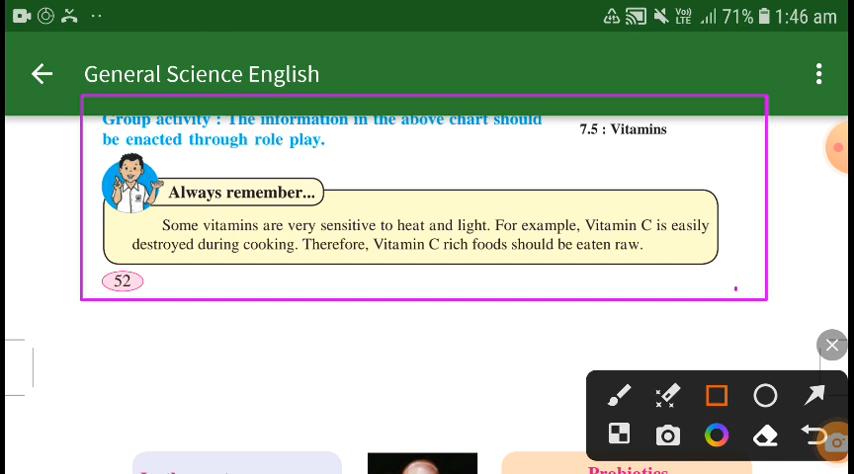 71% 1:46 am
VoD
LTE
General Science English
Group activity : The information in the above chart should
be enacted through role play.
7.5 : Vitamins
Always remember...
Some vitamins are very sensitive to heat and light. For example, Vitamin C is easily
destroyed during cooking. Therefore, Vitamin C rich foods should be eaten raw.
52
Probiotics